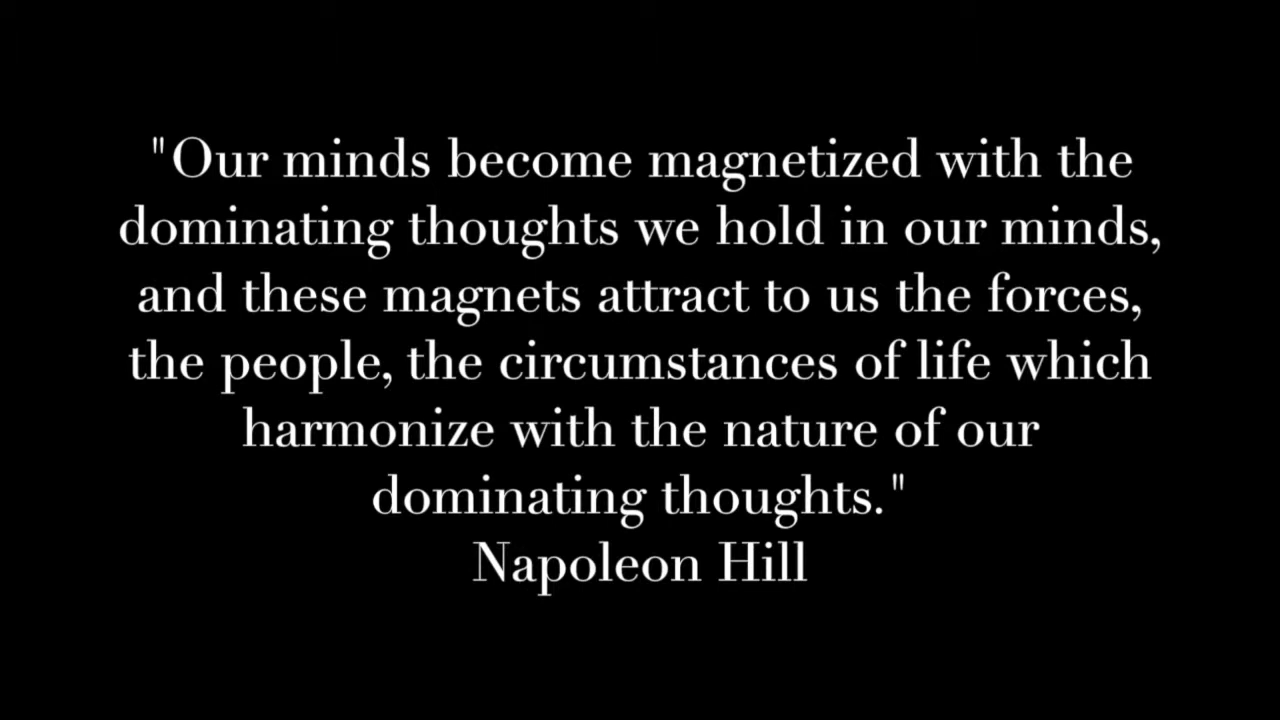 "Our minds become magnetized with the
dominating thoughts we hold in our minds,
and these magnets attract to us the forces,
the people, the circumstances of life which
harmonize with the nature of our
dominating thoughts."
Napoleon Hill